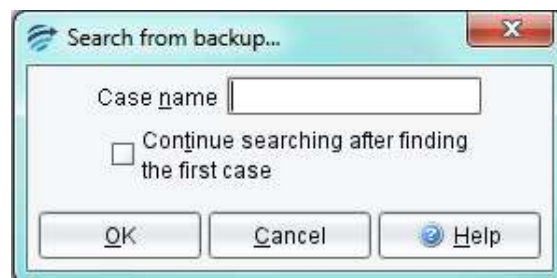 Search from backup...
Case name
Continue searching after finding
the first case
OK Cancel Help